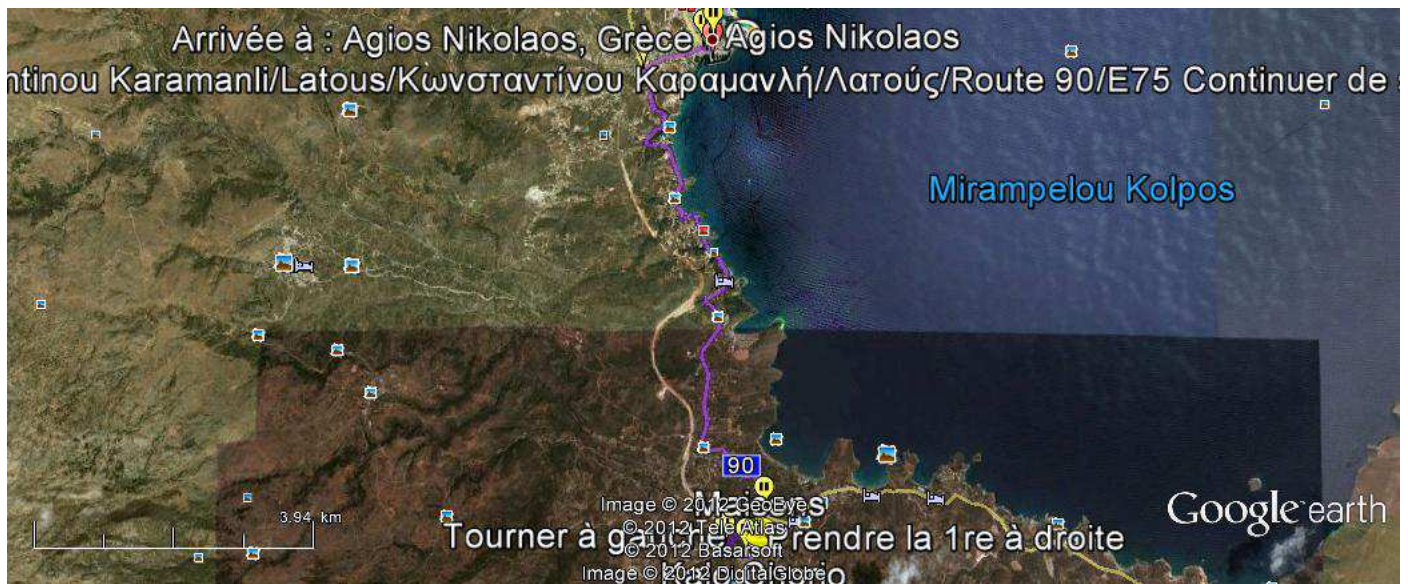 Arrivée à : Agios Nikolaos, Grèce Agios Nikolaos
ntinou Karamanli/Latous/Κωνσταντίνου Καραμανλή/Λατούς/Route 90/E75 Continuer de
Mirampelou Kolpos
90
3.94 km
Image © 2012 GeoEye
Maisons
© 2012 Tele Atlas
Tourner à gauche Prendre la 1re à droite
© 2012 Basarsoft
Image © 2012 DigitalGlobe
Google earth